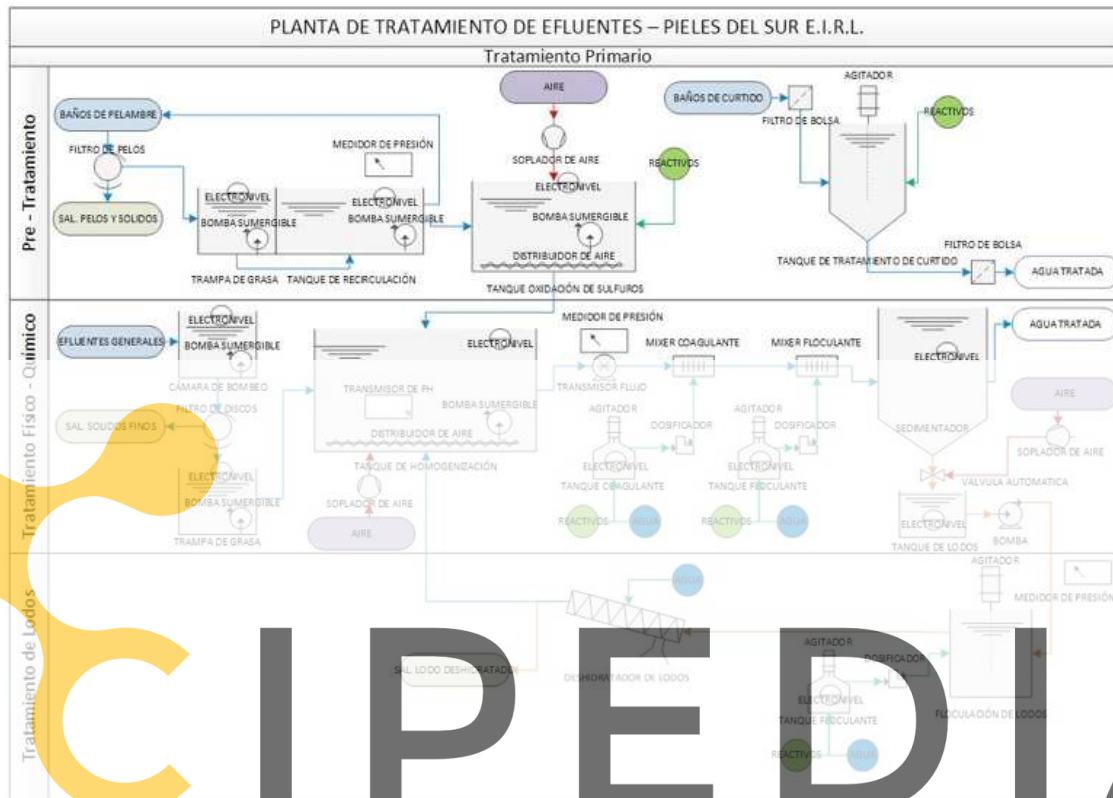 PLANTA DE TRATAMIENTO DE EFLUENTES – PIELES DEL SUR E.I.R.L.
Tratamiento Primario
Pre - Tratamiento
BAÑOS DE PELAMBRE
FILTRO DE PELOS
SAL. PELOS Y SOLIDOS
ELECTRONIVEL
BOMBA SUMERGIBLE
TRAMPA DE GRASA
MEDIDOR DE PRESIÓN
ELECTRONIVEL
BOMBA SUMERGIBLE
TANQUE DE RECIRCULACIÓN
AIRE
SOPLADOR DE AIRE
REACTIVOS
ELECTRONIVEL
BOMBA SUMERGIBLE
DISTRIBUIDOR DE AIRE
TANQUE OXIDACIÓN DE SULFUROS
BAÑOS DE CURTIDO
FILTRO DE BOLSA
AGITADOR
REACTIVOS
TANQUE DE TRATAMIENTO DE CURTIDO
FILTRO DE BOLSA
AGUA TRATADA
Tratamiento Físico - Químico
EFLUENTES GENERALES
ELECTRONIVEL
BOMBA SUMERGIBLE
CÁMARA DE BOMBEO
FILTRO DE DISCOS
SAL. SOLIDOS FINOS
ELECTRONIVEL
BOMBA SUMERGIBLE
TRAMPA DE GRASA
ELECTRONIVEL
TRANSMISOR DE PH
BOMBA SUMERGIBLE
DISTRIBUIDOR DE AIRE
TANQUE DE HOMOGENIZACIÓN
SOPLADOR DE AIRE
AIRE
MEDIDOR DE PRESIÓN
TRANSMISOR FLUJO
MIXER COAGULANTE
MIXER FLOCULANTE
AGITADOR
DOSIFICADOR
ELECTRONIVEL
TANQUE COAGULANTE
REACTIVOS
AGUA
AGITADOR
DOSIFICADOR
ELECTRONIVEL
TANQUE FLOCULANTE
REACTIVOS
AGUA
ELECTRONIVEL
SEDIMENTADOR
AGUA TRATADA
AIRE
SOPLADOR DE AIRE
VALVULA AUTOMATICA
ELECTRONIVEL
TANQUE DE LODOS
BOMBA
Tratamiento de Lodos
AGUA
SAL. LODO DESHIDRATADO
DESHIDRATADOR DE LODOS
AGITADOR
DOSIFICADOR
ELECTRONIVEL
TANQUE FLOCULANTE
REACTIVOS
AGUA
AGITADOR
MEDIDOR DE PRESIÓN
FLOCULACIÓN DE LODOS
CIPEDIA